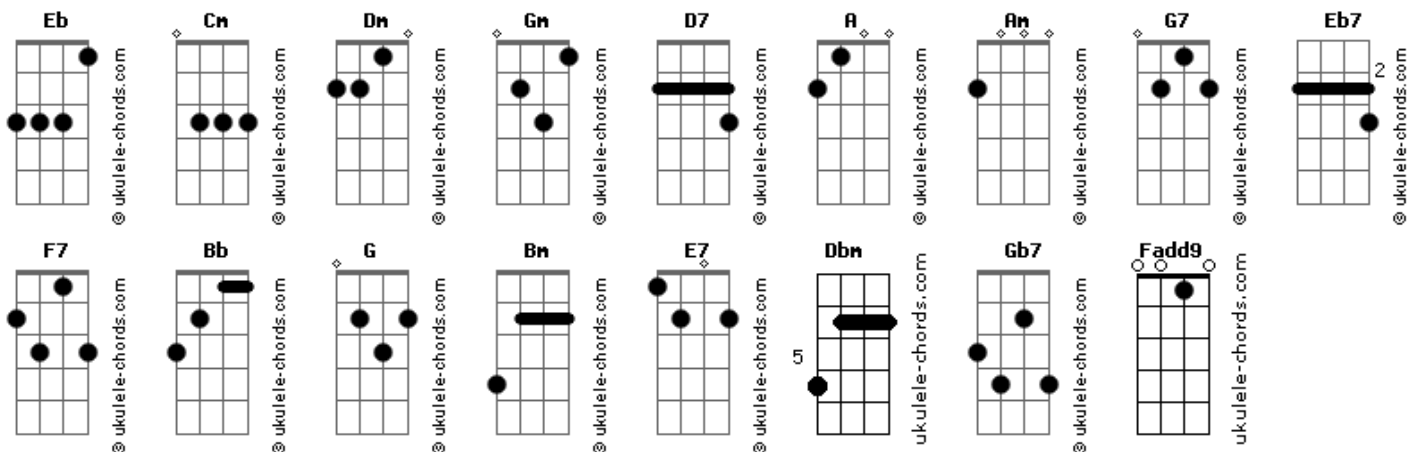 Eb Cm Dm Gm D7 A Am G7 Eb7
2
© ukulele-chords.com © ukulele-chords.com © ukulele-chords.com © ukulele-chords.com © ukulele-chords.com © ukulele-chords.com © ukulele-chords.com © ukulele-chords.com © ukulele-chords.com
F7 Bb G Bm E7 Dbm Gb7 Fadd9
5
© ukulele-chords.com © ukulele-chords.com © ukulele-chords.com © ukulele-chords.com © ukulele-chords.com ukulele-chords.com © ukulele-chords.com ukulele-chords.com